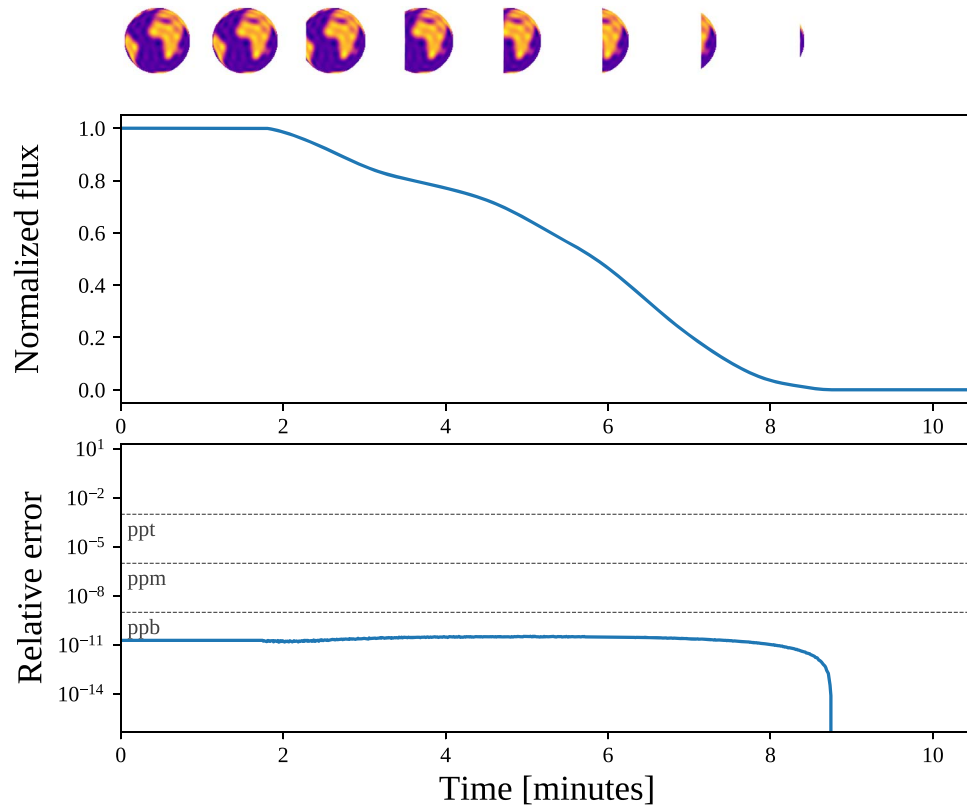 Normalized flux
1.0
0.8
0.6
0.4
0.2
0.0
0 2 4 6 8 10
Relative error
10¹
10⁻²
10⁻⁵
10⁻⁸
10⁻¹¹
10⁻¹⁴
ppt
ppm
ppb
0 2 4 6 8 10
Time [minutes]